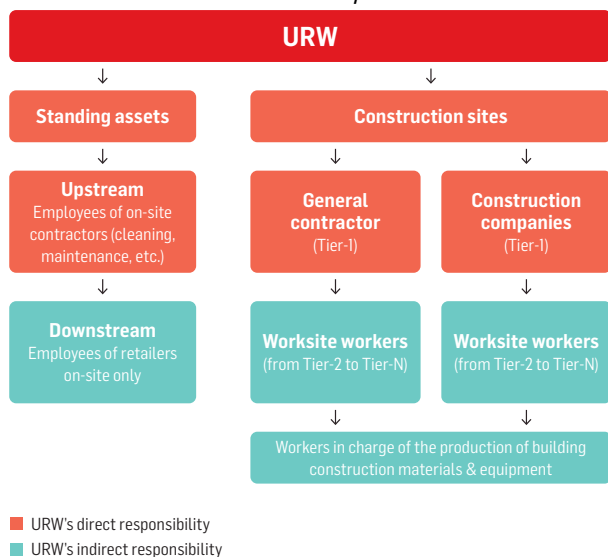 URW
Standing assets
Construction sites
Upstream
Employees of on-site
contractors (cleaning,
maintenance, etc.)
General
contractor
(Tier-1)
Construction
companies
(Tier-1)
Downstream
Employees of retailers
on-site only
Worksite workers
(from Tier-2 to Tier-N)
Worksite workers
(from Tier-2 to Tier-N)
Workers in charge of the production of building
construction materials & equipment
URW's direct responsibility
URW's indirect responsibility